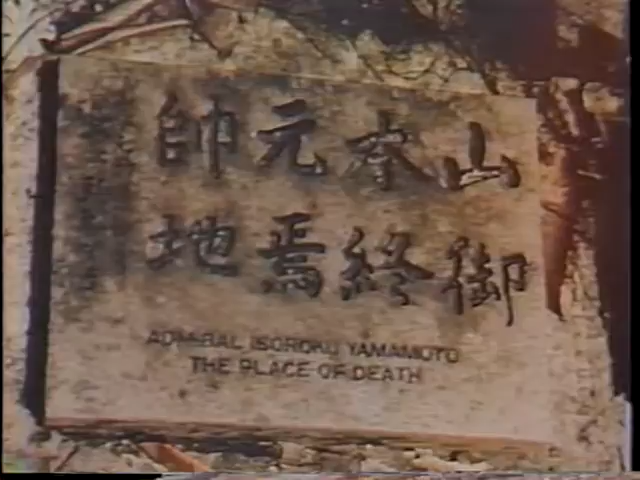 山本元帥
御終焉地
ADMIRAL ISOROKU YAMAMOTO
THE PLACE OF DEATH